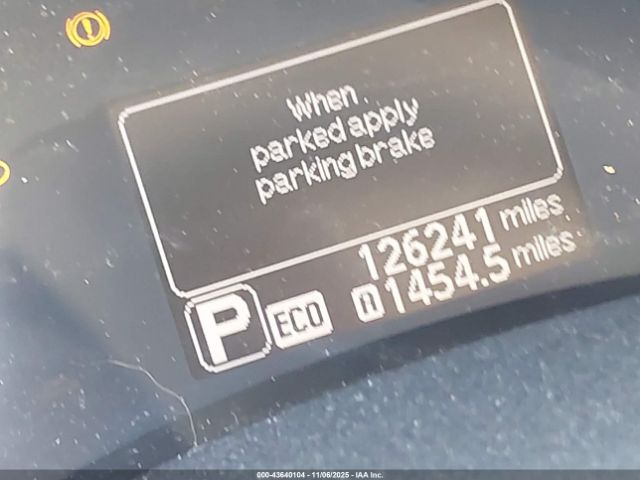 When
parked apply
parking brake
126241 miles
1454.5 miles
P ECO
000-43640104 - 11/06/2025 - IAA Inc.